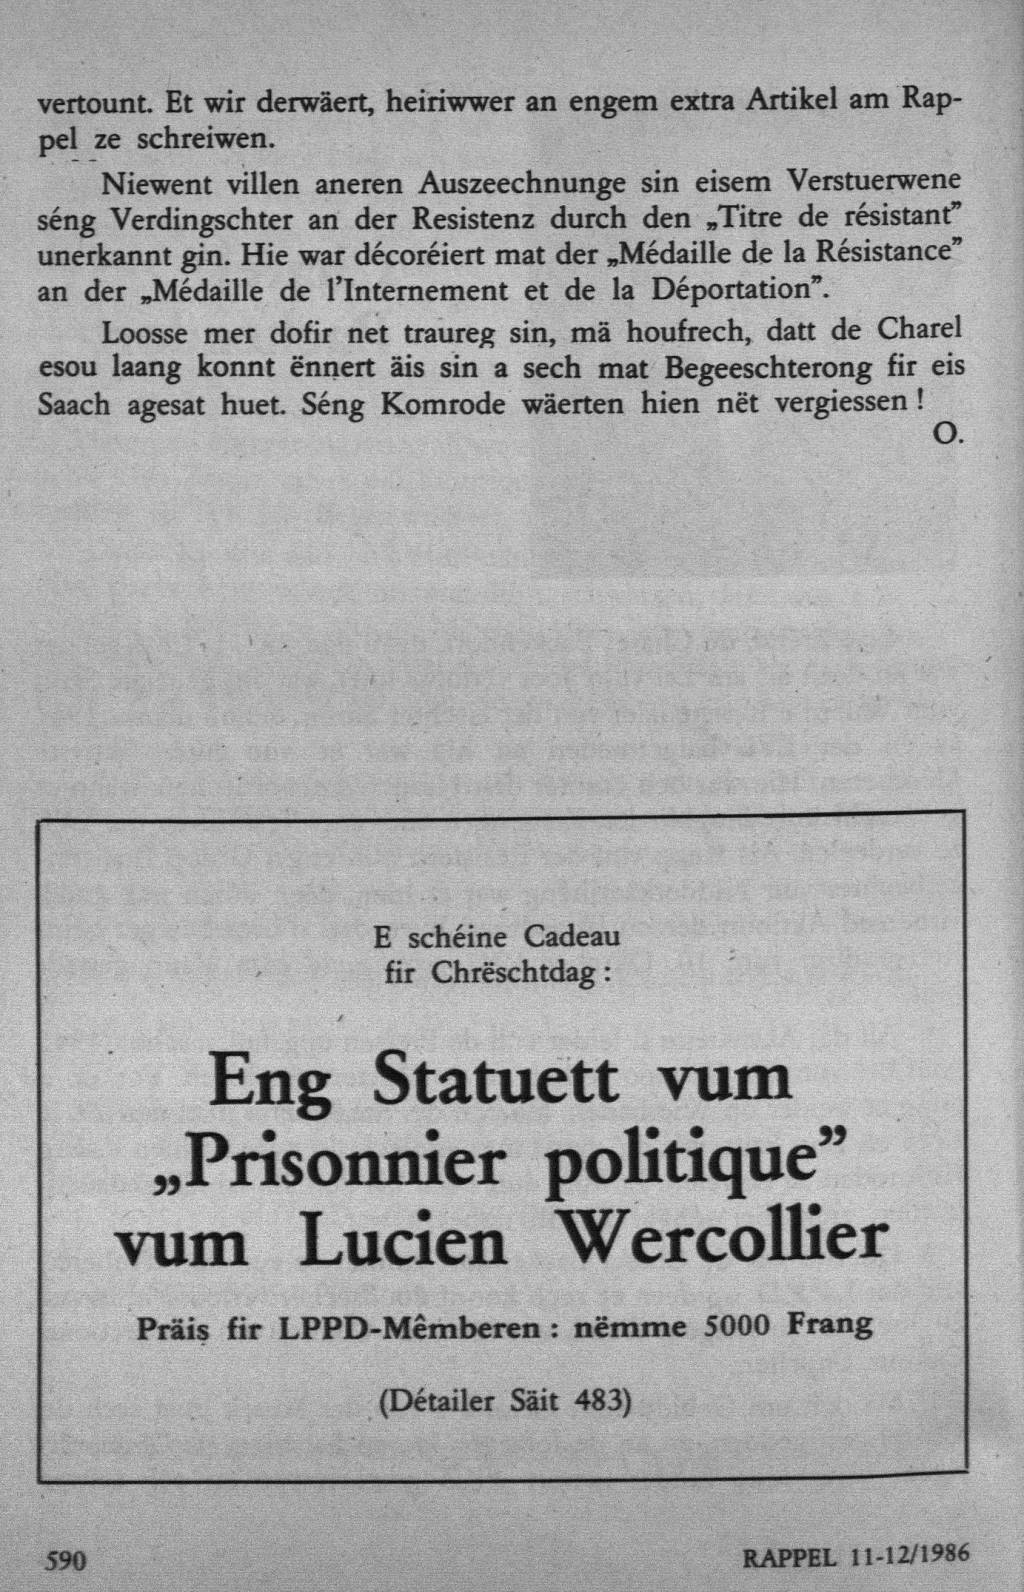 vertount. Et wir derwäert, heiriwwer an engem extra Artikel am Rap-
pel ze schreiwen.
Niewent villen aneren Auszeechnunge sin eisem Verstuerwene
séng Verdingschter an der Resistenz durch den „Titre de résistant”
unerkannt gin. Hie war décoréiert mat der „Médaille de la Résistance”
an der „Médaille de l'Internement et de la Déportation”.
Loosse mer dofir net traureg sin, mä houfrech, datt de Charel
esou laang konnt ënnert äis sin a sech mat Begeeschterong fir eis
Saach agesat huet. Séng Komrode wäerten hien nët vergiessen !
O.
E schéine Cadeau
fir Chrëschtdag :
Eng Statuett vum
„Prisonnier politique”
vum Lucien Wercollier
Präis fir LPPD-Mêmberen : nëmme 5000 Frang
(Détailer Säit 483)
590
RAPPEL 11-12/1986